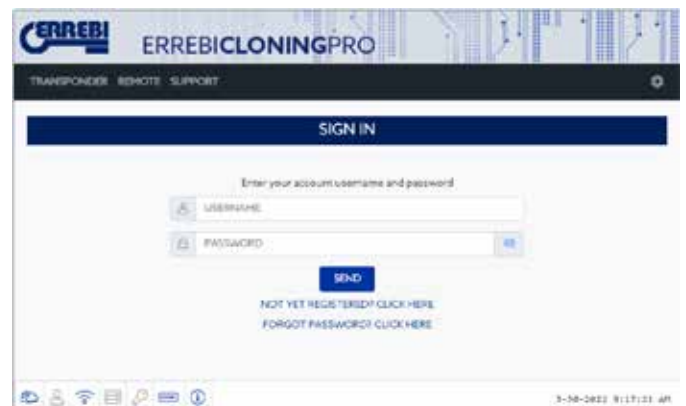 ERREBI
ERREBICLONINGPRO
TRANSPONDER REMOTE SUPPORT
SIGN IN
Enter your account username and password
USERNAME
PASSWORD
SEND
NOT YET REGISTERED? CLICK HERE
FORGOT PASSWORD? CLICK HERE